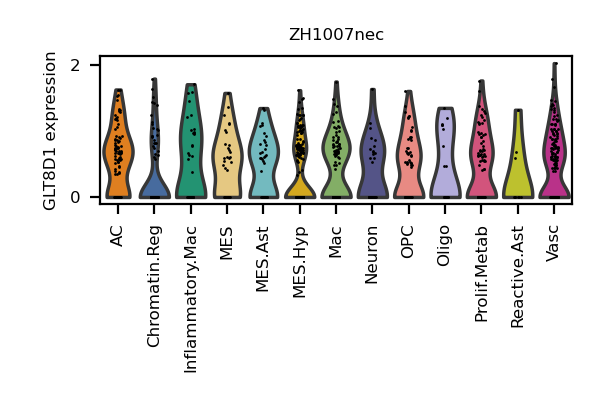 ZH1007nec
GLT8D1 expression
2
0
AC
Chromatin.Reg
Inflammatory.Mac
MES
MES.Ast
MES.Hyp
Mac
Neuron
OPC
Oligo
Prolif.Metab
Reactive.Ast
Vasc